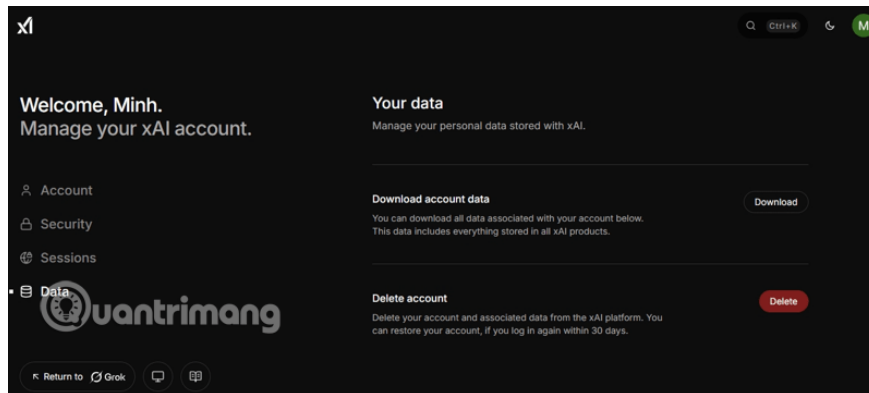 xI
Ctrl+K
M
Welcome, Minh.
Manage your xAI account.
Account
Security
Sessions
Data
Quantrimang
Return to Grok
Your data
Manage your personal data stored with xAI.
Download account data
You can download all data associated with your account below.
This data includes everything stored in all xAI products.
Download
Delete account
Delete your account and associated data from the xAI platform. You
can restore your account, if you log in again within 30 days.
Delete